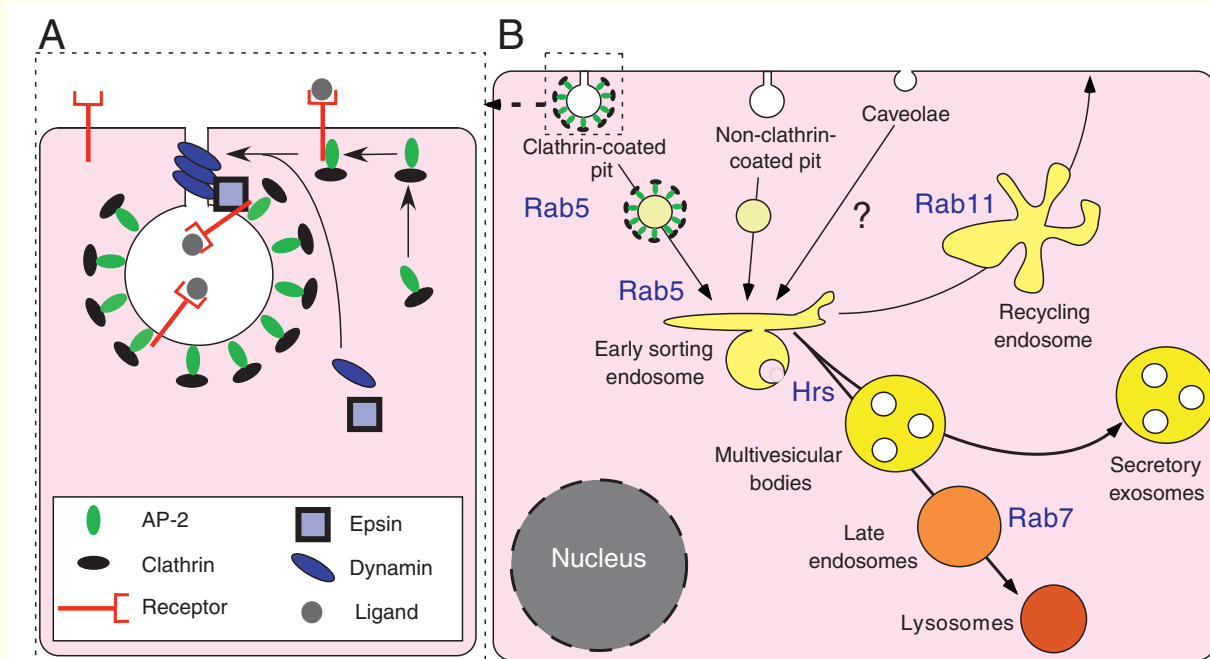 A
B
Clathrin-coated
pit
Non-clathrin-
coated pit
Caveolae
Rab5
Rab11
?
Rab5
Recycling
endosome
Early sorting
endosome
Hrs
Multivesicular
bodies
Secretory
exosomes
Rab7
Late
endosomes
Nucleus
Lysosomes
AP-2
Epsin
Clathrin
Dynamin
Receptor
Ligand